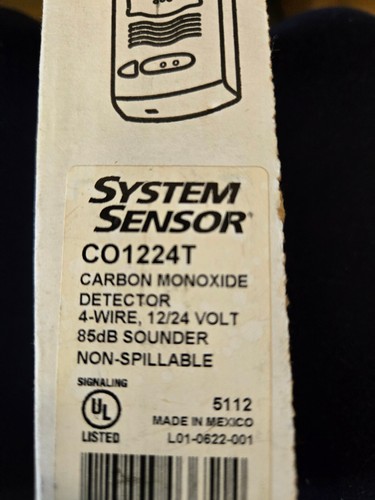 SYSTEM
SENSOR®
CO1224T
CARBON MONOXIDE
DETECTOR
4-WIRE, 12/24 VOLT
85dB SOUNDER
NON-SPILLABLE
SIGNALING
UL
LISTED
5112
MADE IN MEXICO
L01-0622-001